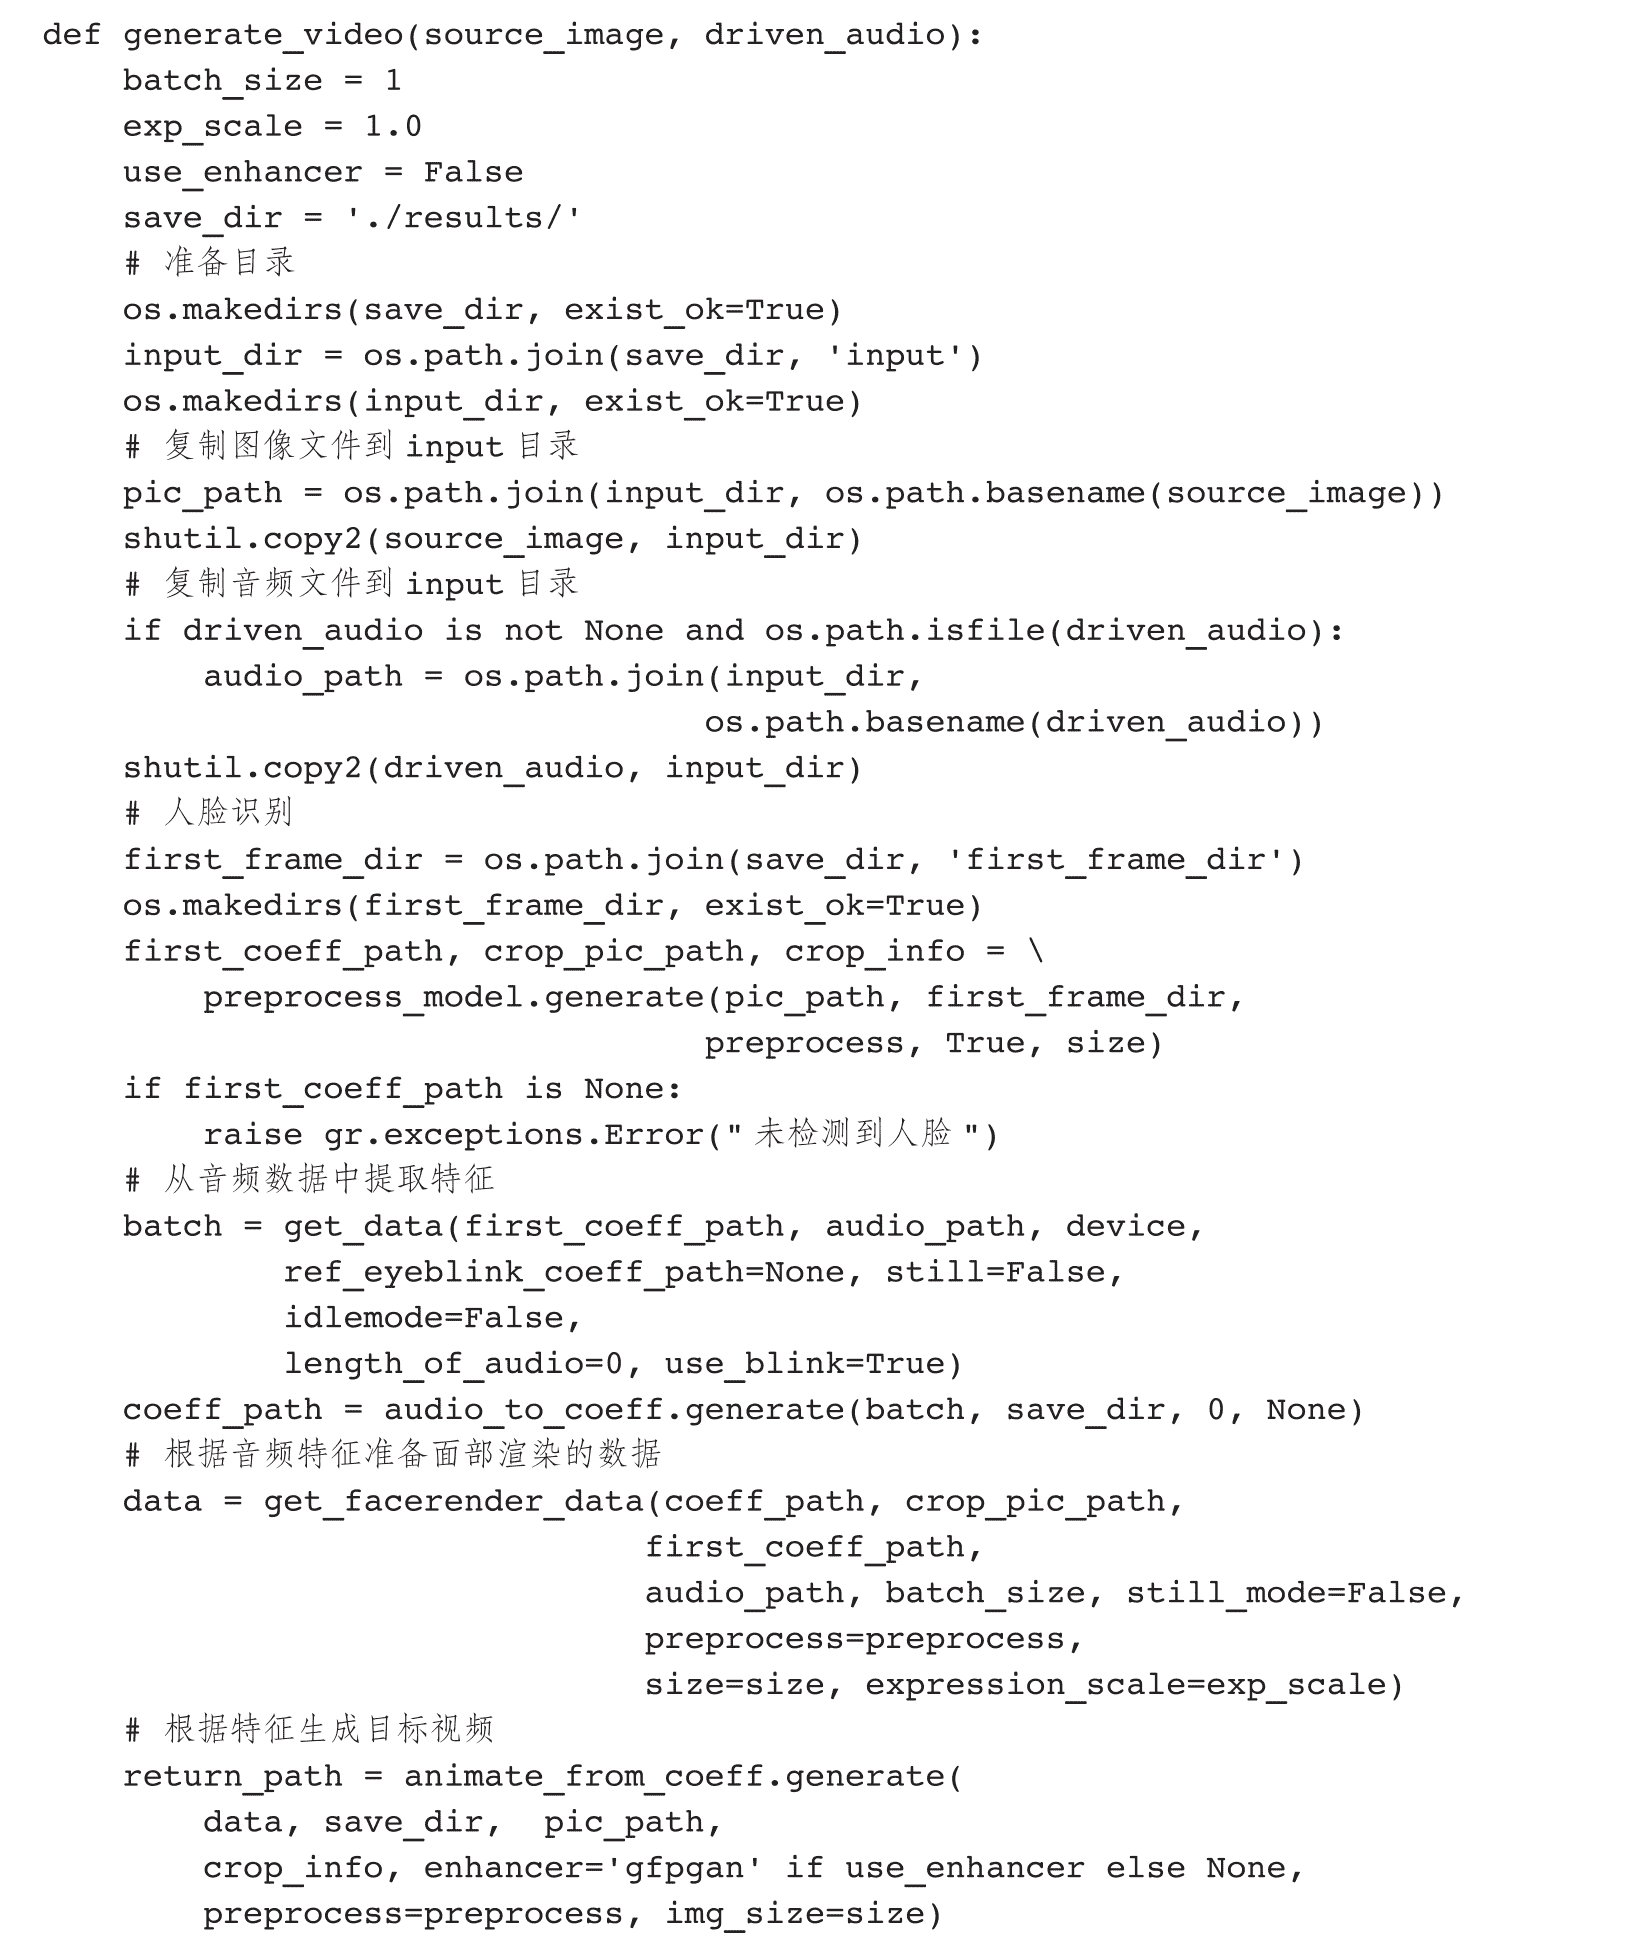 def generate_video(source_image, driven_audio):
    batch_size = 1
    exp_scale = 1.0
    use_enhancer = False
    save_dir = './results/'
    # 准备目录
    os.makedirs(save_dir, exist_ok=True)
    input_dir = os.path.join(save_dir, 'input')
    os.makedirs(input_dir, exist_ok=True)
    # 复制图像文件到 input 目录
    pic_path = os.path.join(input_dir, os.path.basename(source_image))
    shutil.copy2(source_image, input_dir)
    # 复制音频文件到 input 目录
    if driven_audio is not None and os.path.isfile(driven_audio):
        audio_path = os.path.join(input_dir,
                                 os.path.basename(driven_audio))
    shutil.copy2(driven_audio, input_dir)
    # 人脸识别
    first_frame_dir = os.path.join(save_dir, 'first_frame_dir')
    os.makedirs(first_frame_dir, exist_ok=True)
    first_coeff_path, crop_pic_path, crop_info = \
        preprocess_model.generate(pic_path, first_frame_dir,
                                 preprocess, True, size)
    if first_coeff_path is None:
        raise gr.exceptions.Error(" 未检测到人脸 ")
    # 从音频数据中提取特征
    batch = get_data(first_coeff_path, audio_path, device,
            ref_eyeblink_coeff_path=None, still=False,
            idlemode=False,
            length_of_audio=0, use_blink=True)
    coeff_path = audio_to_coeff.generate(batch, save_dir, 0, None)
    # 根据音频特征准备面部渲染的数据
    data = get_facerender_data(coeff_path, crop_pic_path,
                              first_coeff_path,
                              audio_path, batch_size, still_mode=False,
                              preprocess=preprocess,
                              size=size, expression_scale=exp_scale)
    # 根据特征生成目标视频
    return_path = animate_from_coeff.generate(
        data, save_dir,  pic_path,
        crop_info, enhancer='gfpgan' if use_enhancer else None,
        preprocess=preprocess, img_size=size)